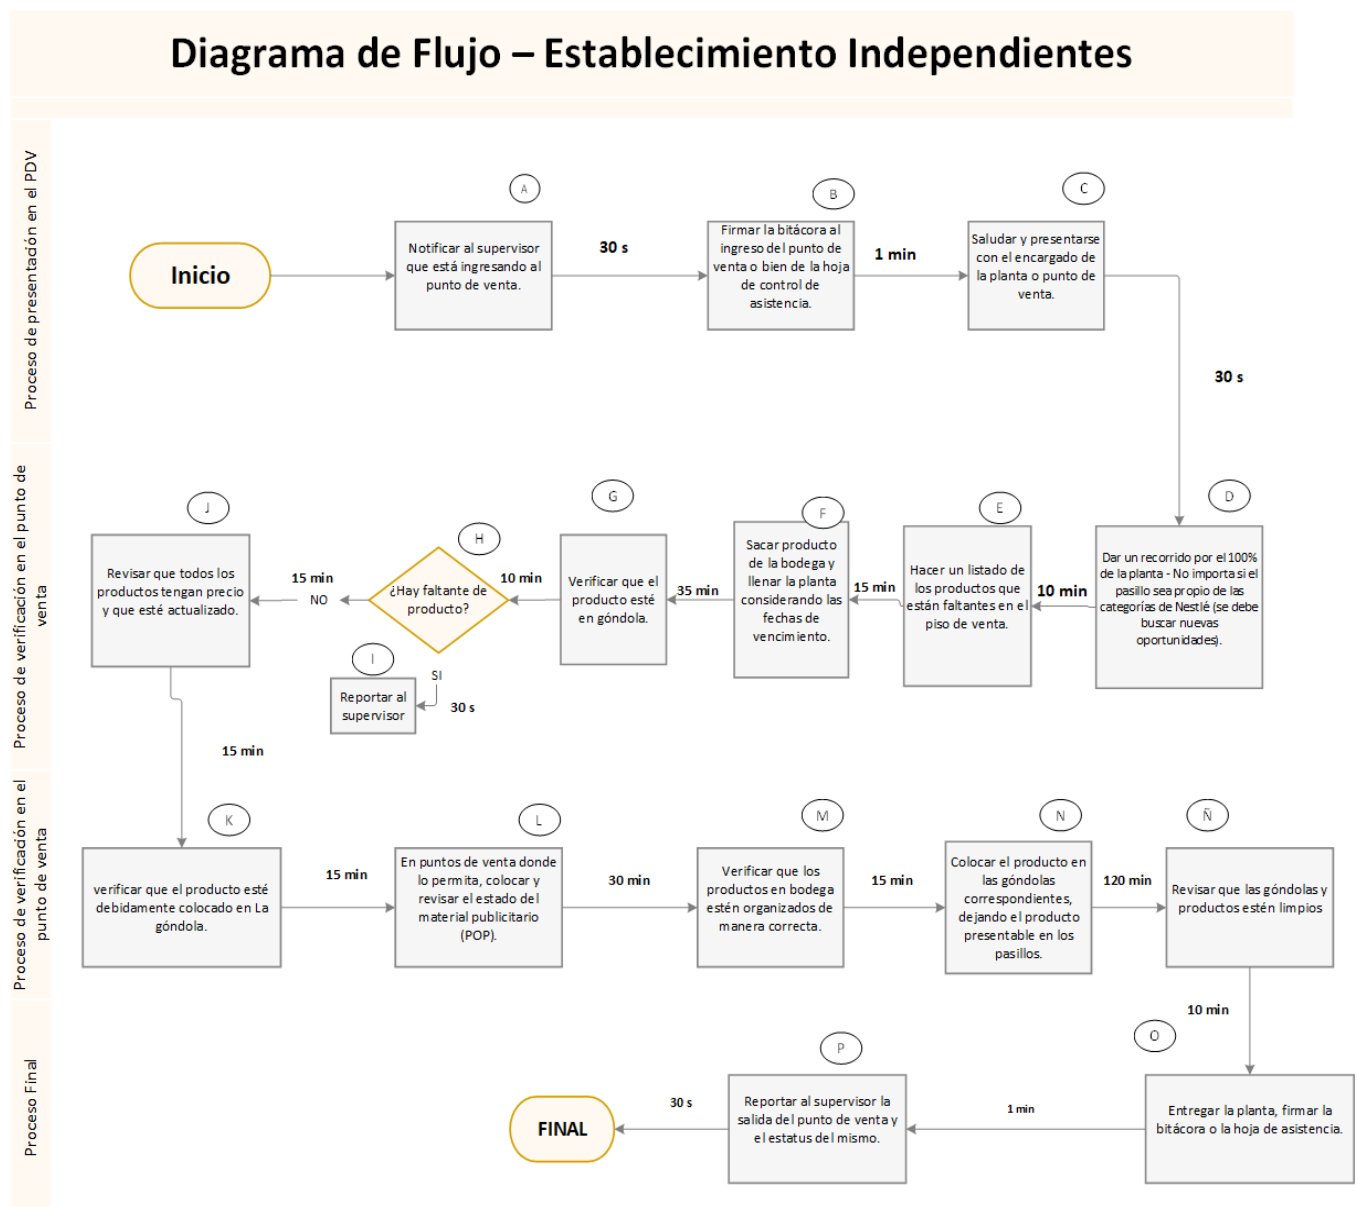 Diagrama de Flujo – Establecimiento Independientes
Proceso de presentación en el PDV
Inicio
A
Notificar al supervisor
que está ingresando al
punto de venta.
30 s
B
Firmar la bitácora al
ingreso del punto de
venta o bien de la hoja
de control de
asistencia.
1 min
C
Saludar y presentarse
con el encargado de
la planta o punto de
venta.
30 s
Proceso de verificación en el punto de
venta
D
Dar un recorrido por el 100%
de la planta - No importa si el
pasillo sea propio de las
categorías de Nestlé (se debe
buscar nuevas
oportunidades).
10 min
E
Hacer un listado de
los productos que
están faltantes en el
piso de venta.
15 min
F
Sacar producto
de la bodega y
llenar la planta
considerando las
fechas de
vencimiento.
35 min
G
Verificar que el
producto esté
en góndola.
10 min
H
¿Hay faltante de
producto?
SI
30 s
I
Reportar al
supervisor
15 min
NO
J
Revisar que todos los
productos tengan precio
y que esté actualizado.
15 min
Proceso de verificación en el
punto de venta
K
verificar que el producto esté
debidamente colocado en La
góndola.
15 min
L
En puntos de venta donde
lo permita, colocar y
revisar el estado del
material publicitario
(POP).
30 min
M
Verificar que los
productos en bodega
estén organizados de
manera correcta.
15 min
N
Colocar el producto en
las góndolas
correspondientes,
dejando el producto
presentable en los
pasillos.
120 min
Ñ
Revisar que las góndolas y
productos estén limpios
10 min
Proceso Final
O
Entregar la planta, firmar la
bitácora o la hoja de asistencia.
1 min
P
Reportar al supervisor la
salida del punto de venta y
el estatus del mismo.
30 s
FINAL